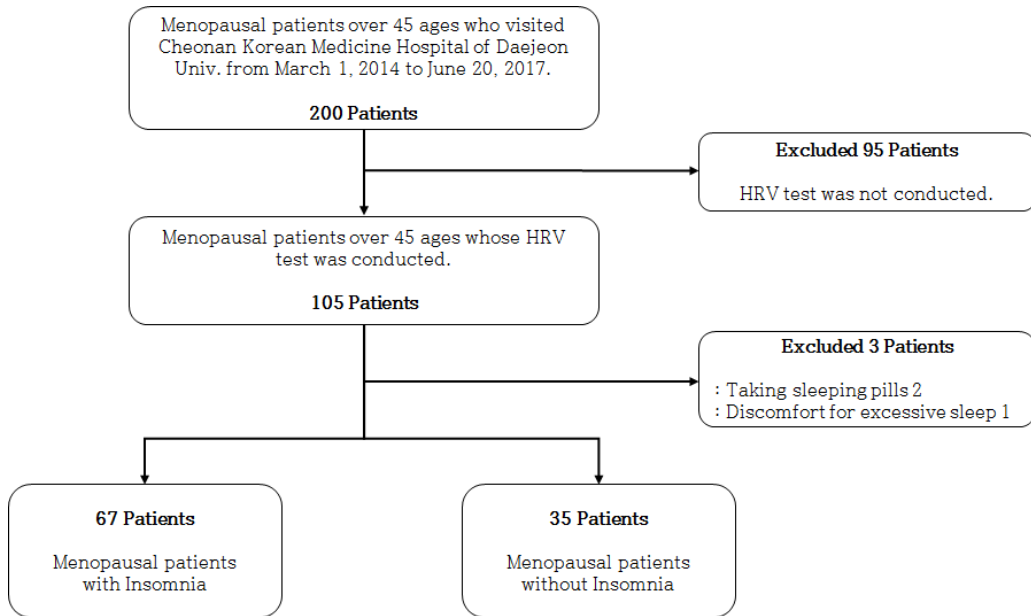 Menopausal patients over 45 ages who visited
Cheonan Korean Medicine Hospital of Daejeon
Univ. from March 1, 2014 to June 20, 2017.
200 Patients
Excluded 95 Patients
HRV test was not conducted.
Menopausal patients over 45 ages whose HRV
test was conducted.
105 Patients
Excluded 3 Patients
: Taking sleeping pills 2
: Discomfort for excessive sleep 1
67 Patients
Menopausal patients
with Insomnia
35 Patients
Menopausal patients
without Insomnia